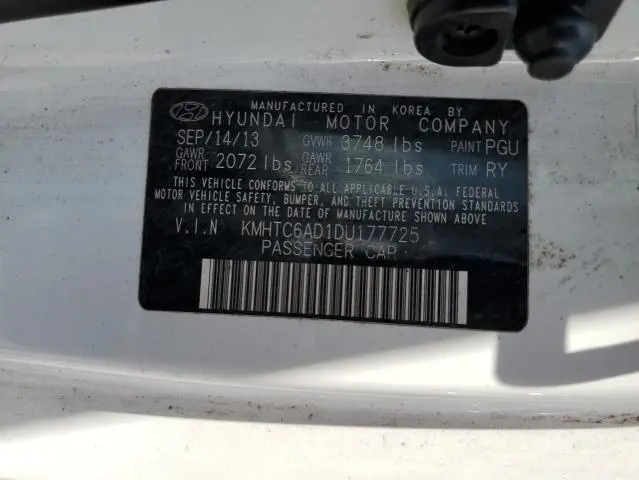 MANUFACTURED IN KOREA BY
HYUNDAI MOTOR COMPANY
SEP/14/13 GVWR 3748 lbs PAINT PGU
GAWR FRONT 2072 lbs GAWR REAR 1764 lbs TRIM RY
THIS VEHICLE CONFORMS TO ALL APPLICABLE U.S.A. FEDERAL
MOTOR VEHICLE SAFETY, BUMPER, AND THEFT PREVENTION STANDARDS
IN EFFECT ON THE DATE OF MANUFACTURE SHOWN ABOVE
V.I.N KMHTC6AD1DU177725
PASSENGER CAR